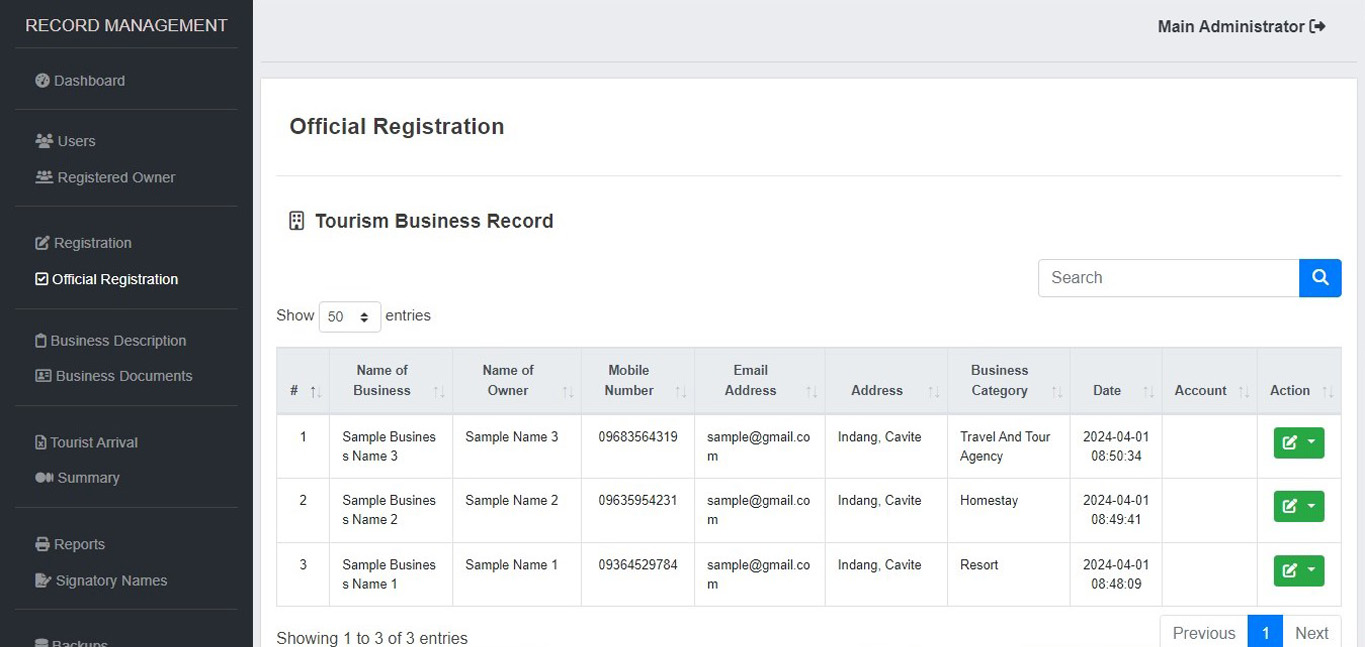 RECORD MANAGEMENT
Main Administrator
Dashboard
Users
Registered Owner
Registration
Official Registration
Business Description
Business Documents
Tourist Arrival
Summary
Reports
Signatory Names
Backups
Official Registration
Tourism Business Record
Search
Show 50 entries
# Name of Business Name of Owner Mobile Number Email Address Address Business Category Date Account Action
1 Sample Busines Sample Name 3 09683564319 sample@gmail.co Indang, Cavite Travel And Tour 2024-04-01
s Name 3 m Agency 08:50:34
2 Sample Busines Sample Name 2 09635954231 sample@gmail.co Indang, Cavite Homestay 2024-04-01
s Name 2 m 08:49:41
3 Sample Busines Sample Name 1 09364529784 sample@gmail.co Indang, Cavite Resort 2024-04-01
s Name 1 m 08:48:09
Showing 1 to 3 of 3 entries
Previous 1 Next